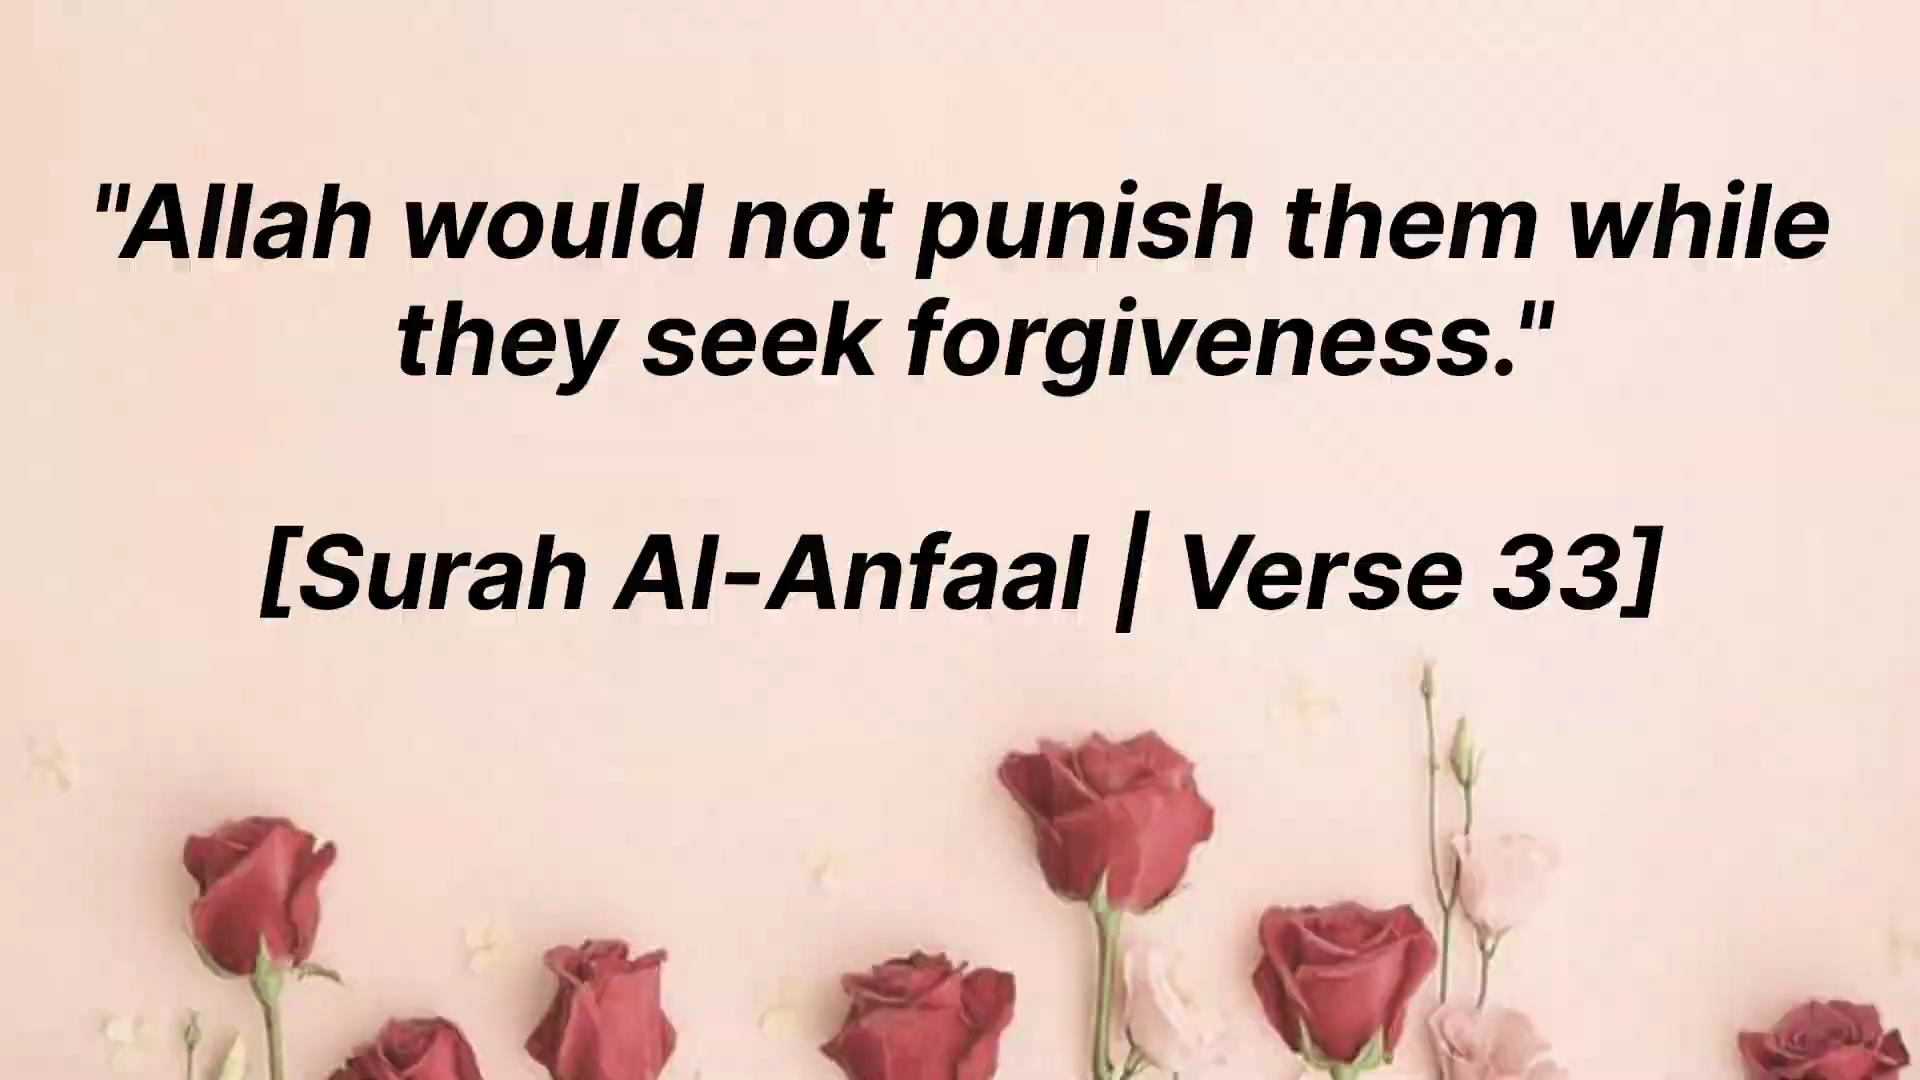 "Allah would not punish them while
they seek forgiveness."
[Surah Al-Anfaal | Verse 33]